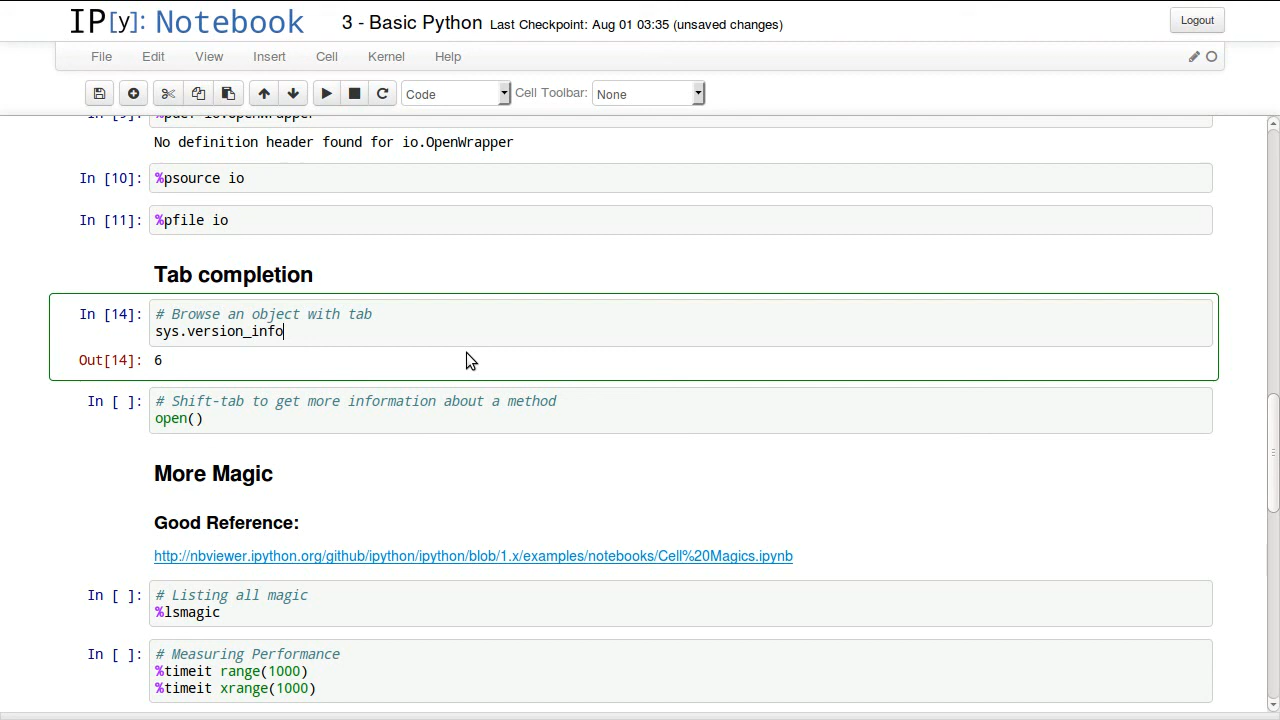 IP[y]: Notebook
3 - Basic Python Last Checkpoint: Aug 01 03:35 (unsaved changes)
Logout
File Edit View Insert Cell Kernel Help
Code
Cell Toolbar: None
In [9]: %pdef io.OpenWrapper
No definition header found for io.OpenWrapper
In [10]: %psource io
In [11]: %pfile io
Tab completion
In [14]: # Browse an object with tab
sys.version_info
Out[14]: 6
In [ ]: # Shift-tab to get more information about a method
open()
More Magic
Good Reference:
http://nbviewer.ipython.org/github/ipython/ipython/blob/1.x/examples/notebooks/Cell%20Magics.ipynb
In [ ]: # Listing all magic
%lsmagic
In [ ]: # Measuring Performance
%timeit range(1000)
%timeit xrange(1000)